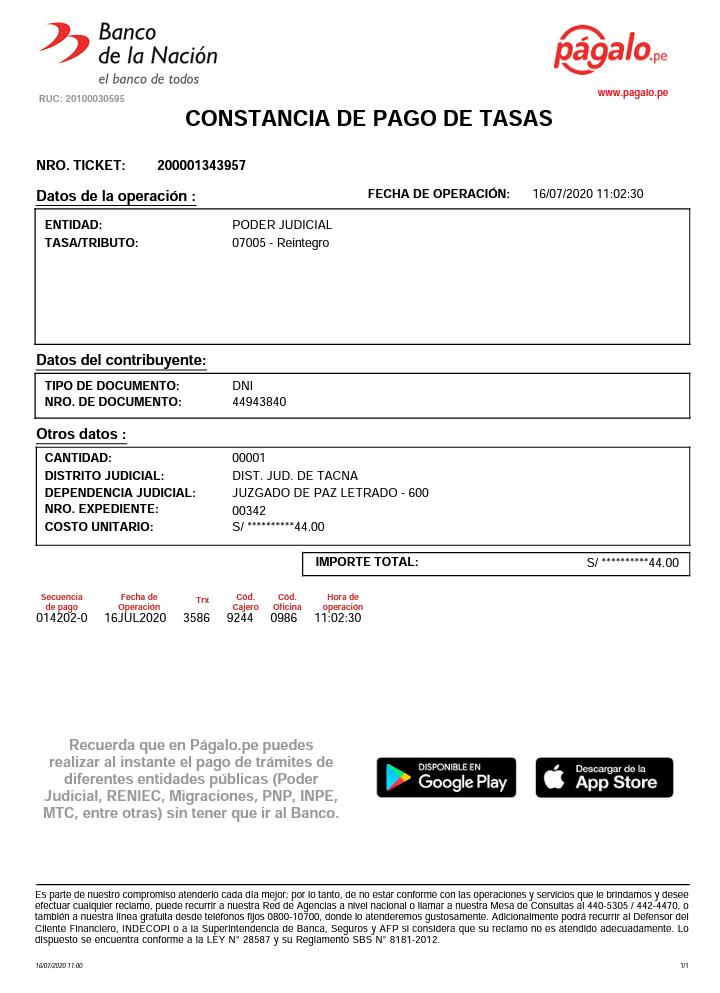 Banco
de la Nación
el banco de todos
RUC: 20100030595
págalo.pe
www.pagalo.pe
CONSTANCIA DE PAGO DE TASAS
NRO. TICKET: 200001343957
Datos de la operación : FECHA DE OPERACIÓN: 16/07/2020 11:02:30
ENTIDAD: PODER JUDICIAL
TASA/TRIBUTO: 07005 - Reintegro
Datos del contribuyente:
TIPO DE DOCUMENTO: DNI
NRO. DE DOCUMENTO: 44943840
Otros datos :
CANTIDAD: 00001
DISTRITO JUDICIAL: DIST. JUD. DE TACNA
DEPENDENCIA JUDICIAL: JUZGADO DE PAZ LETRADO - 600
NRO. EXPEDIENTE: 00342
COSTO UNITARIO: S/ **********44.00
IMPORTE TOTAL: S/ **********44.00
Secuencia Fecha de Trx Cód. Cód. Hora de
de pago Operación Cajero Oficina operación
014202-0 16JUL2020 3586 9244 0986 11:02:30
Recuerda que en Págalo.pe puedes
realizar al instante el pago de trámites de
diferentes entidades públicas (Poder
Judicial, RENIEC, Migraciones, PNP, INPE,
MTC, entre otras) sin tener que ir al Banco.
DISPONIBLE EN
Google Play
Descargar de la
App Store
Es parte de nuestro compromiso atenderlo cada día mejor; por lo tanto, de no estar conforme con las operaciones y servicios que le brindamos y desee
efectuar cualquier reclamo, puede recurrir a nuestra Red de Agencias a nivel nacional o llamar a nuestra Mesa de Consultas al 440-5305 / 442-4470, o
también a nuestra línea gratuita desde teléfonos fijos 0800-10700, donde lo atenderemos gustosamente. Adicionalmente podrá recurrir al Defensor del
Cliente Financiero, INDECOPI o a la Superintendencia de Banca, Seguros y AFP si considera que su reclamo no es atendido adecuadamente. Lo
dispuesto se encuentra conforme a la LEY N° 28587 y su Reglamento SBS N° 8181-2012.
16/07/2020 11:00 1/1